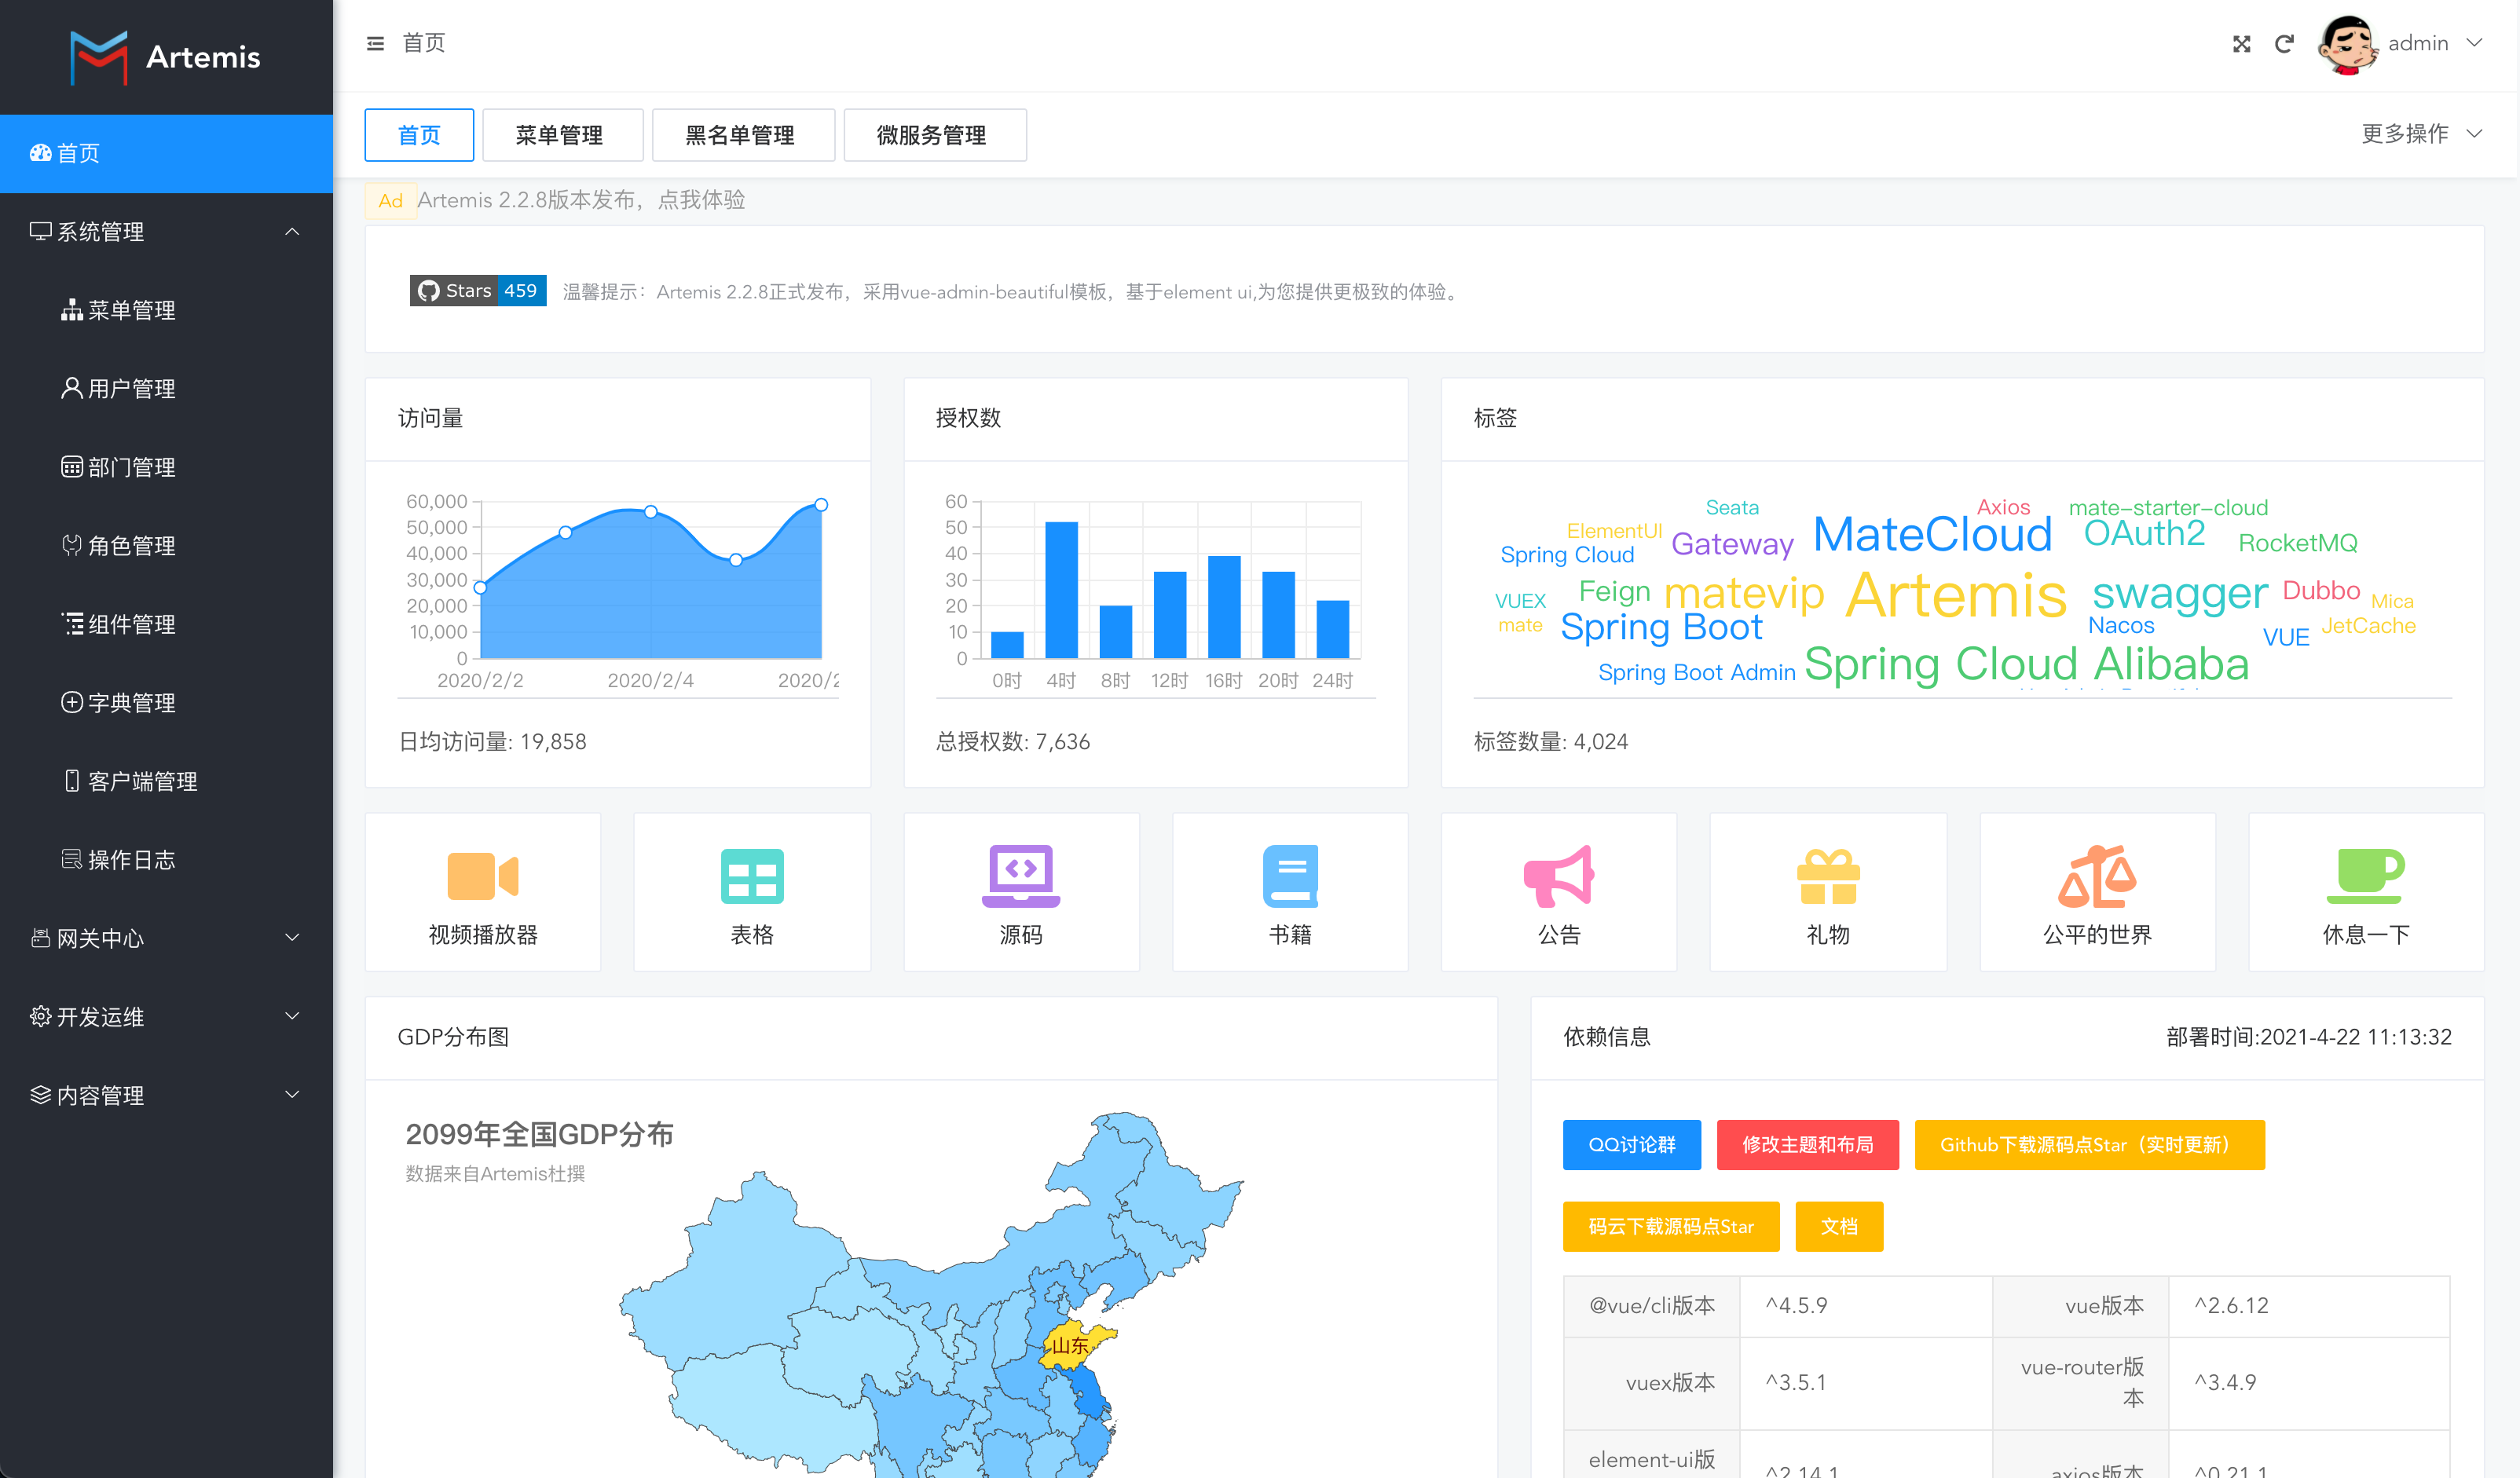 Artemis
首页
系统管理
菜单管理
用户管理
部门管理
角色管理
组件管理
字典管理
客户端管理
操作日志
网关中心
开发运维
内容管理
首页
admin
首页 菜单管理 黑名单管理 微服务管理
更多操作
Ad Artemis 2.2.8版本发布，点我体验
Stars 459 温馨提示：Artemis 2.2.8正式发布，采用vue-admin-beautiful模板，基于element ui,为您提供更极致的体验。
访问量
60,000
50,000
40,000
30,000
20,000
10,000
0
2020/2/2 2020/2/4 2020/2
日均访问量: 19,858
授权数
60
50
40
30
20
10
0
0时 4时 8时 12时 16时 20时 24时
总授权数: 7,636
标签
Seata Axios mate-starter-cloud
ElementUI MateCloud OAuth2
Spring Cloud Gateway RocketMQ
VUEX Feign matevip Artemis swagger Dubbo Mica
mate Spring Boot Nacos VUE JetCache
Spring Boot Admin Spring Cloud Alibaba
标签数量: 4,024
视频播放器
表格
源码
书籍
公告
礼物
公平的世界
休息一下
GDP分布图
2099年全国GDP分布
数据来自Artemis杜撰
山东
依赖信息
部署时间:2021-4-22 11:13:32
QQ讨论群 修改主题和布局 Github下载源码点Star（实时更新）
码云下载源码点Star 文档
@vue/cli版本 ^4.5.9 vue版本 ^2.6.12
vuex版本 ^3.5.1 vue-router版
本 ^3.4.9
element-ui版
^2.14.1 axios版本 ^0.21.1